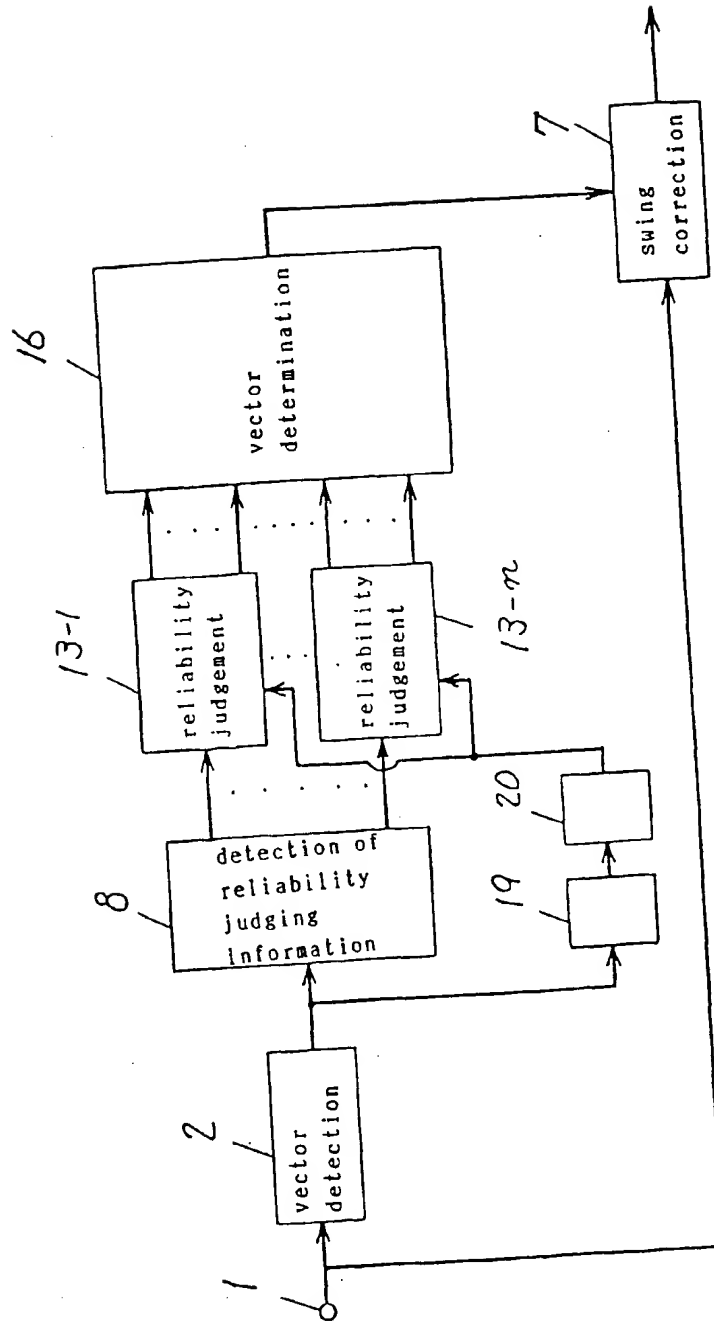 1
2
vector
detection
8
detection of
reliability
judging
information
19
20
13-1
reliability
judgement
13-n
reliability
judgement
16
vector
determination
7
swing
correction